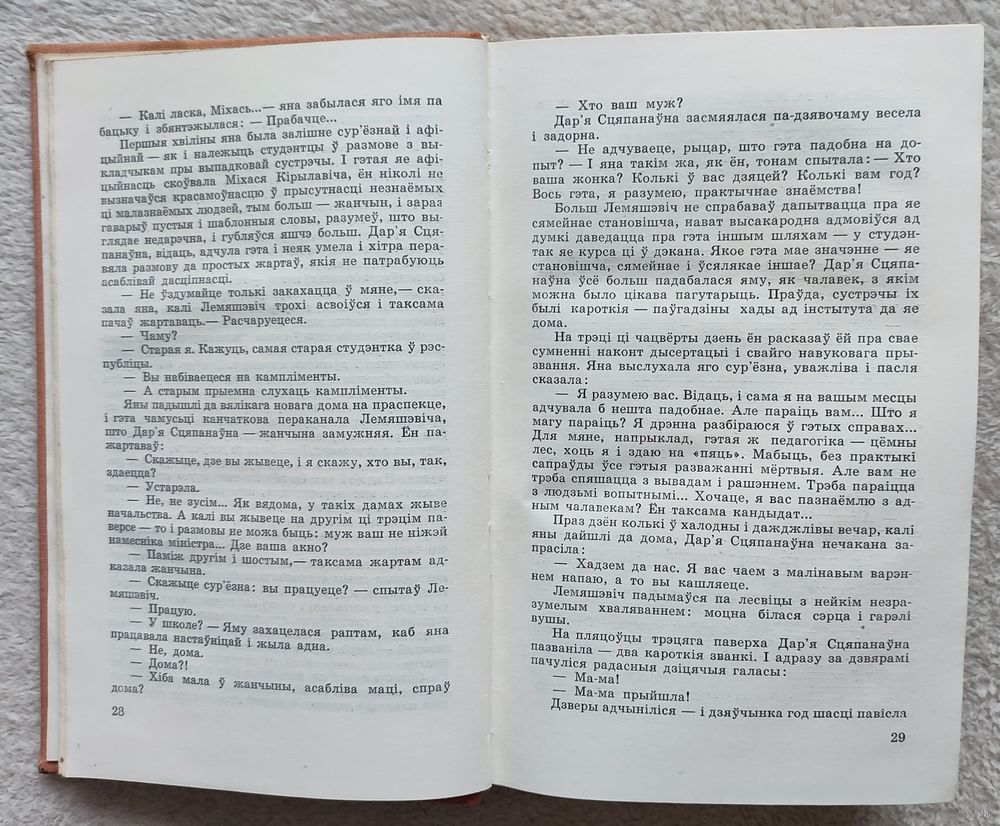 — Калі ласка, Міхась...— яна забылася яго імя па
бацьку і збянтэжылася: — Прабачце...
Першыя хвіліны яна была залішне сур'ёзнай і афі-
цыйнай — як і належыць студэнтцы ў размове з вы-
кладчыкам пры выпадковай сустрэчы. І гэтая яе афі-
цыйнасць скоўвала Міхася Кірылавіча, ён ніколі не
вызначаўся красамоўнасцю ў прысутнасці незнаёмых
ці малазнаёмых людзей, тым больш — жанчын, і зараз
гаварыў пустыя і шаблонныя словы, разумеў, што вы-
глядае недарэчна, і губляўся яшчэ больш. Дар'я Сця-
панаўна, відаць, адчула гэта і неяк умела і хітра пера-
вяла размову да простых жартаў, якія не патрабуюць
асаблівай дасціпнасці.
— Не ўздумайце толькі закахацца ў мяне,— ска-
зала яна, калі Лемяшэвіч трохі асвоіўся і таксама
пачаў жартаваць.— Расчаруецеся.
— Чаму?
— Старая я. Кажуць, самая старая студэнтка ў рэс-
публіцы.
— Вы набіваецеся на кампліменты.
— А старым прыемна слухаць кампліменты.
Яны падышлі да вялікага новага дома на праспекце,
і гэта чамусьці канчаткова пераканала Лемяшэвіча,
што Дар'я Сцяпанаўна — жанчына замужняя. Ён па-
жартаваў:
— Скажыце, дзе вы жывеце, і я скажу, хто вы, так,
здаецца?
— Устарэла.
— Не, не зусім... Як вядома, у такіх дамах жыве
начальства. А калі вы жывеце на другім ці трэцім па-
версе — то і размовы не можа быць: муж ваш не ніжэй
намесніка міністра... Дзе ваша акно?
— Паміж другім і шостым,— таксама жартам ад-
казала жанчына.
— Скажыце сур'ёзна: вы працуеце? — спытаў Ле-
мяшэвіч.
— Працую.
— У школе? — Яму захацелася раптам, каб яна
працавала настаўніцай і жыла адна.
— Не, дома.
— Дома?!
— Хіба мала ў жанчыны, асабліва маці, спраў
дома?
28
— Хто ваш муж?
Дар'я Сцяпанаўна засмяялася па-дзявочаму весела
і задорна.
— Не адчуваеце, рыцар, што гэта падобна на до-
пыт? — І яна такім жа, як ён, тонам спытала: — Хто
ваша жонка? Колькі ў вас дзяцей? Колькі вам год?
Вось гэта, я разумею, практычнае знаёмства!
Больш Лемяшэвіч не спрабаваў дапытвацца пра яе
сямейнае становішча, нават высакародна адмовіўся ад
думкі даведацца пра гэта іншым шляхам — у студэн-
так яе курса ці ў дэкана. Якое гэта мае значэнне — яе
становішча, сямейнае і ўсялякае іншае? Дар'я Сцяпа-
наўна ўсё больш падабалася яму, як чалавек, з якім
можна было цікава пагутарыць. Праўда, сустрэчы іх
былі кароткія — паўгадзіны хады ад інстытута да яе
дома.
На трэці ці чацвёрты дзень ён расказаў ёй пра свае
сумненні наконт дысертацыі і свайго навуковага пры-
звання. Яна выслухала яго сур'ёзна, уважліва і пасля
сказала:
— Я разумею вас. Відаць, і сама я на вашым месцы
адчувала б нешта падобнае. Але параіць вам... Што я
магу параіць? Я дрэнна разбіраюся ў гэтых справах...
Для мяне, напрыклад, гэтая ж педагогіка — цёмны
лес, хоць я і здаю на «пяць». Мабыць, без практыкі
сапраўды ўсе гэтыя разважанні мёртвыя. Але вам не
трэба спяшацца з вывадам і рашэннем. Трэба параіцца
з людзьмі вопытнымі... Хочаце, я вас пазнаёмлю з ад-
ным чалавекам? Ён таксама кандыдат...
Праз дзён колькі ў халодны і дажджлівы вечар, калі
яны дайшлі да дома, Дар'я Сцяпанаўна нечакана за-
прасіла:
— Хадзем да нас. Я вас чаем з малінавым варэн-
нем напаю, а то вы кашляеце.
Лемяшэвіч падымаўся па лесвіцы з нейкім незра-
зумелым хваляваннем: моцна білася сэрца і гарэлі
вушы.
На пляцоўцы трэцяга паверха Дар'я Сцяпанаўна
пазваніла — два кароткія званкі. І адразу за дзвярамі
пачуліся радасныя дзіцячыя галасы:
— Ма-ма!
— Ма-ма прыйшла!
Дзверы адчыніліся — і дзяўчынка год шасці павісла
29